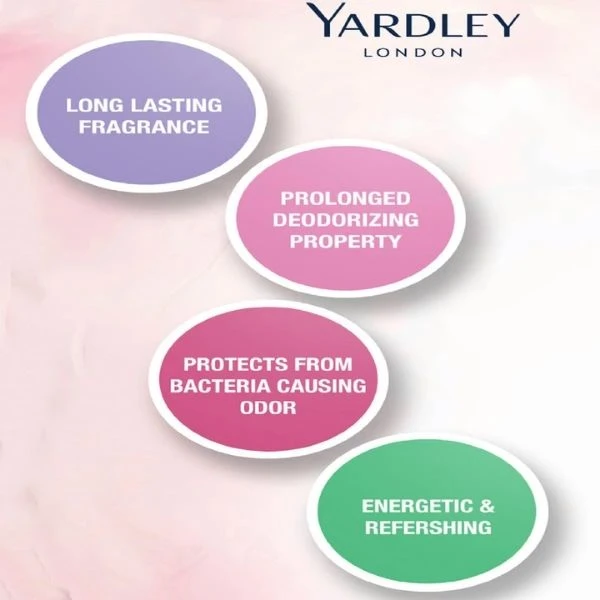 YARDLEY
LONDON
LONG LASTING
FRAGRANCE
PROLONGED
DEODORIZING
PROPERTY
PROTECTS FROM
BACTERIA CAUSING
ODOR
ENERGETIC &
REFERSHING